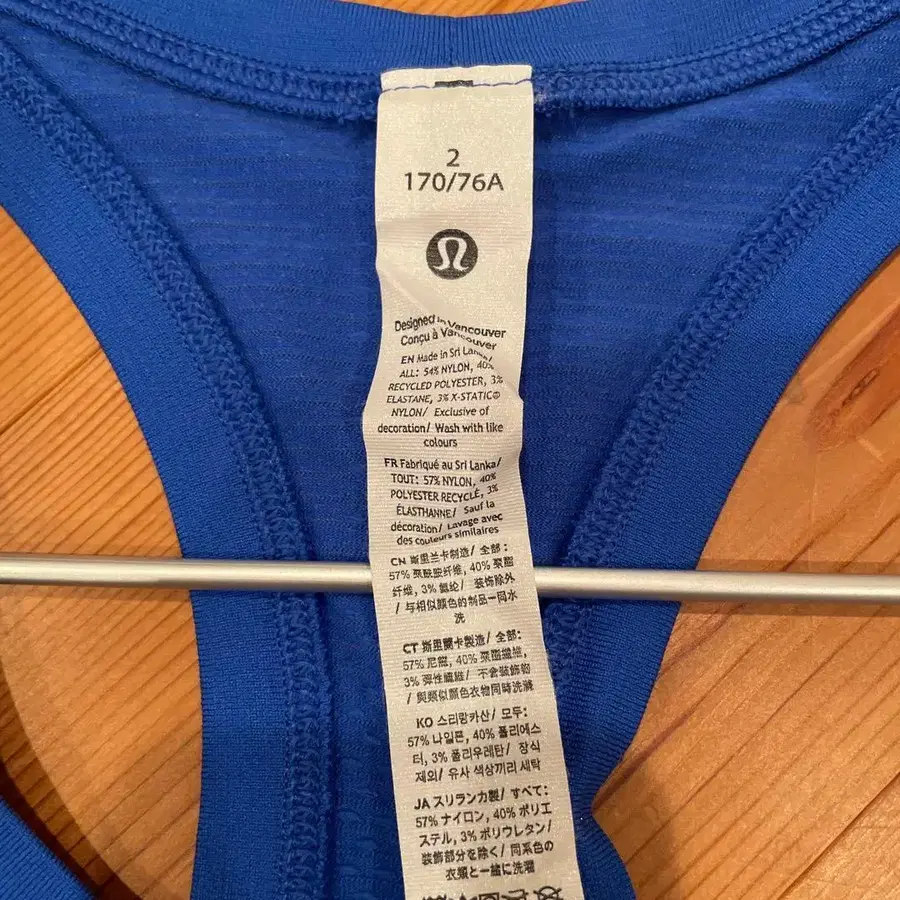 2
170/76A
Designed in Vancouver
Conçu à Vancouver
EN Made in Sri Lanka/
ALL: 54% NYLON, 40%
RECYCLED POLYESTER, 3%
ELASTANE, 3% X-STATIC®
NYLON/ Exclusive of
decoration/ Wash with like
colours
FR Fabriqué au Sri Lanka/
TOUT: 57% NYLON, 40%
POLYESTER RECYCLÉ, 3%
ÉLASTHANNE/ Sauf la
décoration/ Lavage avec
des couleurs similaires
CN 斯里兰卡制造/ 全部:
57% 聚酰胺纤维, 40% 聚酯
纤维, 3% 氨纶/ 装饰除外
/ 与相似颜色的制品一同水
洗
CT 斯里蘭卡製造/ 全部:
57% 尼龍, 40% 聚酯纖維,
3% 彈性纖維/ 不含裝飾物
/ 與類似顏色衣物同時洗滌
KO 스리랑카산/ 모두:
57% 나일론, 40% 폴리에스
터, 3% 폴리우레탄/ 장식
제외/ 유사 색상끼리 세탁
JA スリランカ製/ すべて:
57% ナイロン, 40% ポリエ
ステル, 3% ポリウレタン/
装飾部分を除く/ 同系色の
衣類と一緒に洗濯